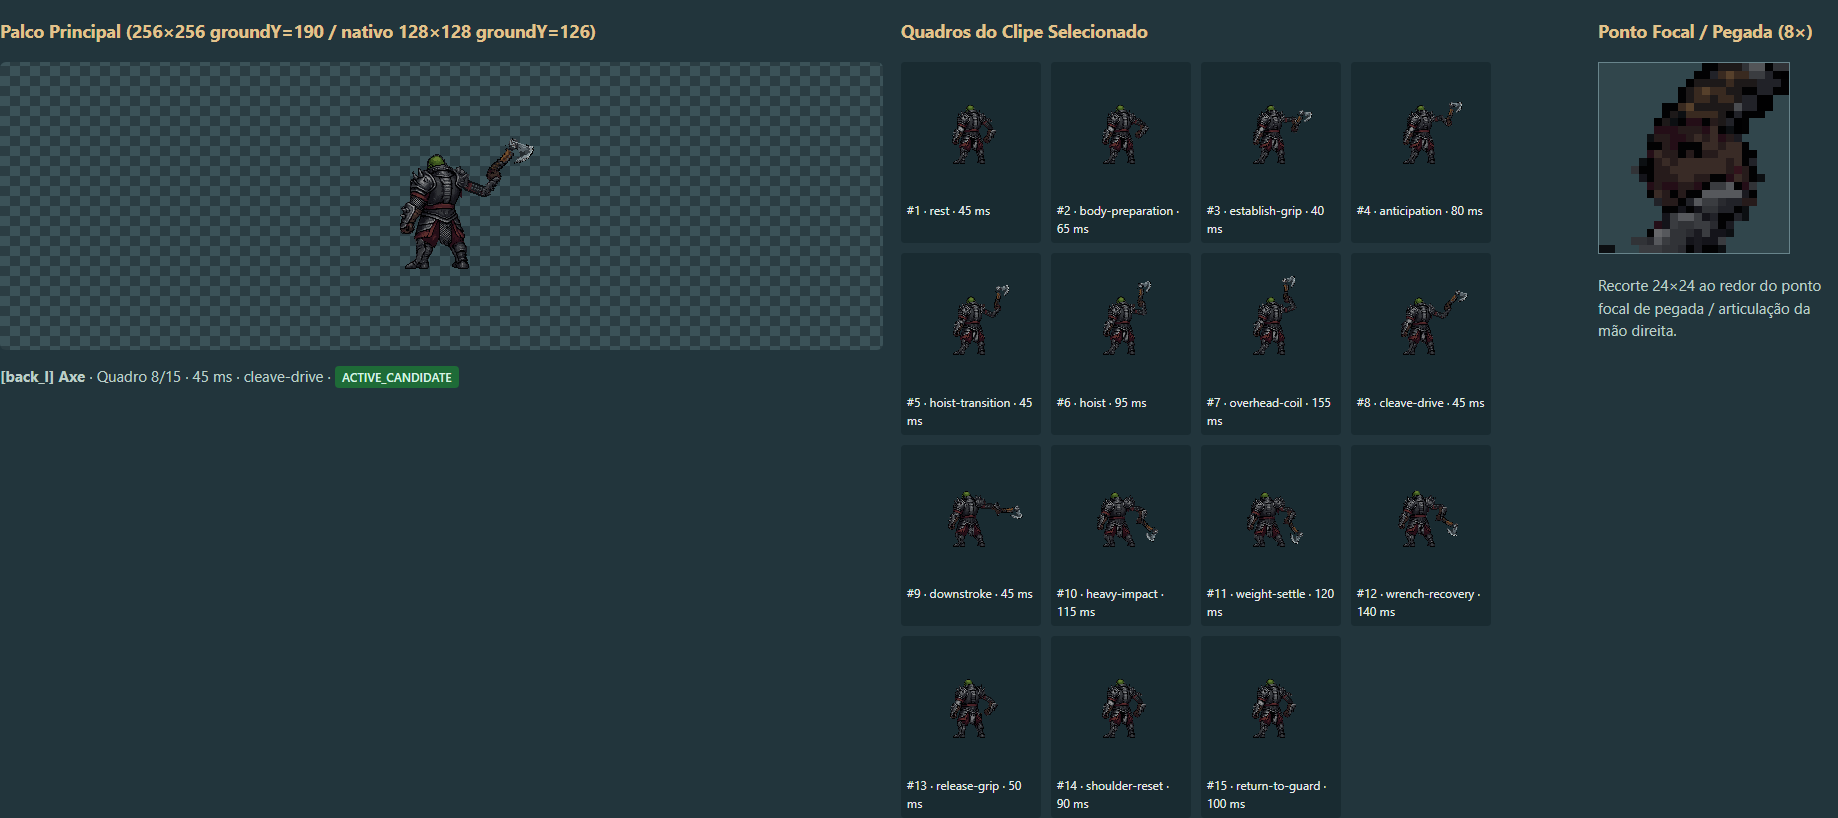 Palco Principal (256×256 groundY=190 / nativo 128×128 groundY=126)
[back_l] Axe · Quadro 8/15 · 45 ms · cleave-drive · ACTIVE_CANDIDATE
Quadros do Clipe Selecionado
#1 · rest · 45 ms
#2 · body-preparation ·
65 ms
#3 · establish-grip · 40
ms
#4 · anticipation · 80 ms
#5 · hoist-transition · 45
ms
#6 · hoist · 95 ms
#7 · overhead-coil · 155
ms
#8 · cleave-drive · 45 ms
#9 · downstroke · 45 ms
#10 · heavy-impact ·
115 ms
#11 · weight-settle · 120
ms
#12 · wrench-recovery ·
140 ms
#13 · release-grip · 50
ms
#14 · shoulder-reset ·
90 ms
#15 · return-to-guard ·
100 ms
Ponto Focal / Pegada (8×)
Recorte 24×24 ao redor do ponto
focal de pegada / articulação da
mão direita.